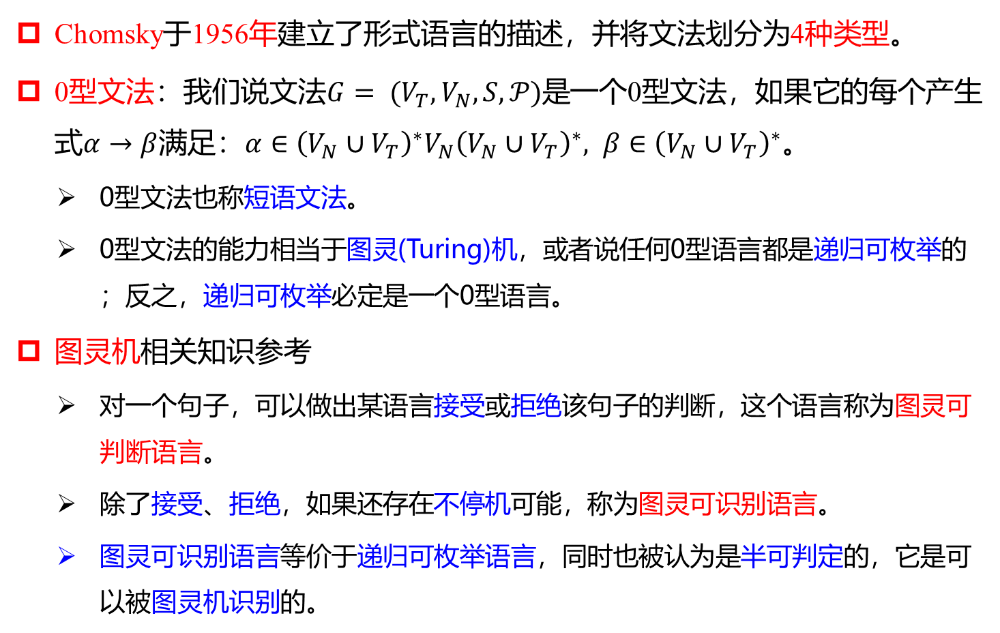 Chomsky于1956年建立了形式语言的描述，并将文法划分为4种类型。
0型文法：我们说文法G = (V_T, V_N, S, 𝒫)是一个0型文法，如果它的每个产生
式α → β满足：α ∈ (V_N ∪ V_T)*V_N(V_N ∪ V_T)*, β ∈ (V_N ∪ V_T)*。
➢ 0型文法也称短语文法。
➢ 0型文法的能力相当于图灵(Turing)机，或者说任何0型语言都是递归可枚举的
；反之，递归可枚举必定是一个0型语言。
图灵机相关知识参考
➢ 对一个句子，可以做出某语言接受或拒绝该句子的判断，这个语言称为图灵可
判断语言。
➢ 除了接受、拒绝，如果还存在不停机可能，称为图灵可识别语言。
➢ 图灵可识别语言等价于递归可枚举语言，同时也被认为是半可判定的，它是可
以被图灵机识别的。